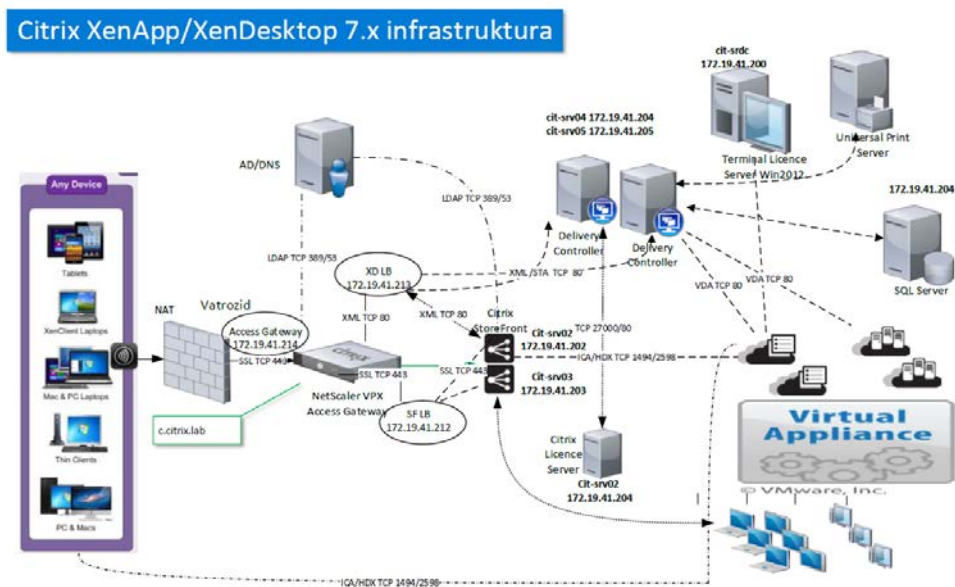 Citrix XenApp/XenDesktop 7.x infrastruktura
cit-srdc
172.19.41.200
cit-srv04 172.19.41.204
cit-srv05 172.19.41.205
Universal Print
Server
Terminal Licence
Server Win2012
AD/DNS
Any Device
Tablets
XenClient Laptops
Mac & PC Laptops
Thin Clients
PC & Macs
LDAP TCP 389/53
LDAP TCP 389/53
172.19.41.204
SQL Server
Delivery
Controller
Delivery
Controller
XD LB
172.19.41.213
XML /STA TCP 80
VDA TCP 80
VDA TCP 80
NAT
Vatrozid
Access Gateway
172.19.41.214
SSL TCP 443
XML TCP 80
XML TCP 80
Citrix
StoreFront
Cit-srv02
172.19.41.202
TCP 27000/80
ICA/HDX TCP 1494/2598
citrix
SSL TCP 443
SSL TCP 443
Cit-srv03
172.19.41.203
NetScaler VPX
Access Gateway
SF LB
172.19.41.212
c.citrix.lab
Citrix
Licence
Server
Cit-srv02
172.19.41.204
Virtual
Appliance
© VMware, Inc.
ICA/HDX TCP 1494/2598